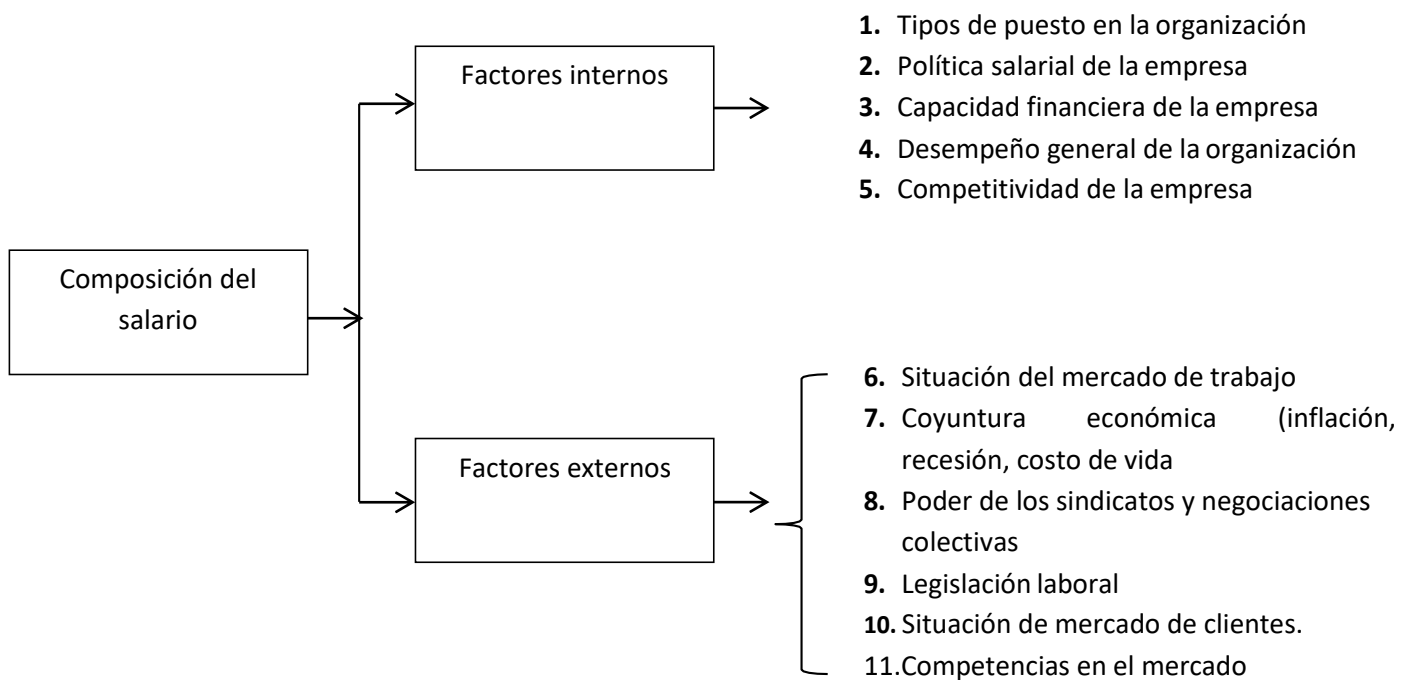 1. Tipos de puesto en la organización
Factores internos
2. Política salarial de la empresa
3. Capacidad financiera de la empresa
4. Desempeño general de la organización
5. Competitividad de la empresa
Composición del
salario
6. Situación del mercado de trabajo
7. Coyuntura económica (inflación,
recesión, costo de vida
Factores externos
8. Poder de los sindicatos y negociaciones
colectivas
9. Legislación laboral
10. Situación de mercado de clientes.
11.Competencias en el mercado